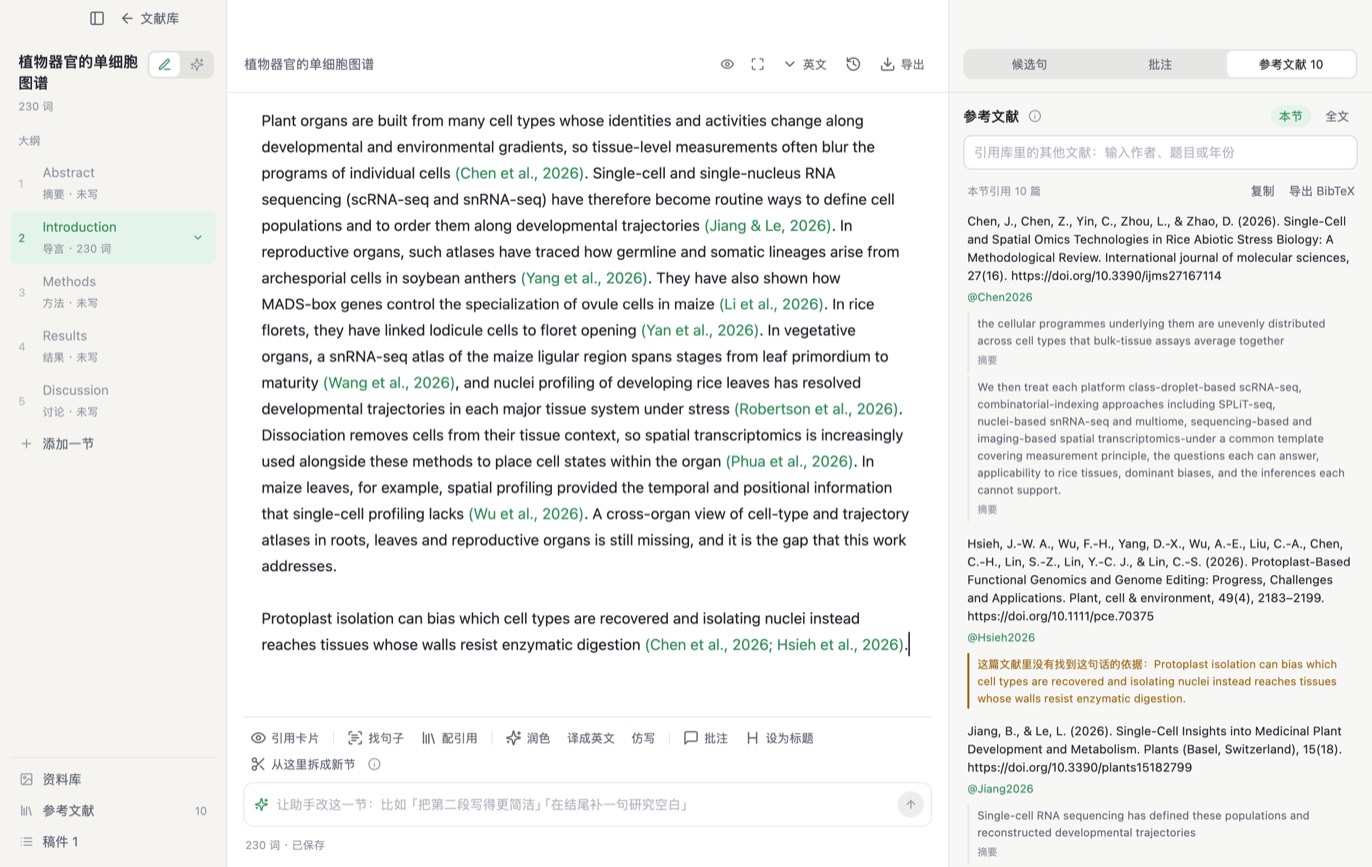 文献库
植物器官的单细胞
图谱
230 词
大纲
1
Abstract
摘要 · 未写
2
Introduction
导言 · 230 词
3
Methods
方法 · 未写
4
Results
结果 · 未写
5
Discussion
讨论 · 未写
添加一节
资料库
参考文献 10
稿件 1
植物器官的单细胞图谱
英文
导出
Plant organs are built from many cell types whose identities and activities change along
developmental and environmental gradients, so tissue-level measurements often blur the
programs of individual cells (Chen et al., 2026). Single-cell and single-nucleus RNA
sequencing (scRNA-seq and snRNA-seq) have therefore become routine ways to define cell
populations and to order them along developmental trajectories (Jiang & Le, 2026). In
reproductive organs, such atlases have traced how germline and somatic lineages arise from
archesporial cells in soybean anthers (Yang et al., 2026). They have also shown how
MADS-box genes control the specialization of ovule cells in maize (Li et al., 2026). In rice
florets, they have linked lodicule cells to floret opening (Yan et al., 2026). In vegetative
organs, a snRNA-seq atlas of the maize ligular region spans stages from leaf primordium to
maturity (Wang et al., 2026), and nuclei profiling of developing rice leaves has resolved
developmental trajectories in each major tissue system under stress (Robertson et al., 2026).
Dissociation removes cells from their tissue context, so spatial transcriptomics is increasingly
used alongside these methods to place cell states within the organ (Phua et al., 2026). In
maize leaves, for example, spatial profiling provided the temporal and positional information
that single-cell profiling lacks (Wu et al., 2026). A cross-organ view of cell-type and trajectory
atlases in roots, leaves and reproductive organs is still missing, and it is the gap that this work
addresses.
Protoplast isolation can bias which cell types are recovered and isolating nuclei instead
reaches tissues whose walls resist enzymatic digestion (Chen et al., 2026; Hsieh et al., 2026).
引用卡片
找句子
配引用
润色
译成英文
仿写
批注
设为标题
从这里拆成新节
让助手改这一节：比如「把第二段写得更简洁」「在结尾补一句研究空白」
230 词 · 已保存
候选句
批注
参考文献 10
参考文献
本节
全文
引用库里的其他文献：输入作者、题目或年份
本节引用 10 篇
复制
导出 BibTeX
Chen, J., Chen, Z., Yin, C., Zhou, L., & Zhao, D. (2026). Single-Cell
and Spatial Omics Technologies in Rice Abiotic Stress Biology: A
Methodological Review. International journal of molecular sciences,
27(16). https://doi.org/10.3390/ijms27167114
@Chen2026
the cellular programmes underlying them are unevenly distributed
across cell types that bulk-tissue assays average together
摘要
We then treat each platform class-droplet-based scRNA-seq,
combinatorial-indexing approaches including SPLiT-seq,
nuclei-based snRNA-seq and multiome, sequencing-based and
imaging-based spatial transcriptomics-under a common template
covering measurement principle, the questions each can answer,
applicability to rice tissues, dominant biases, and the inferences each
cannot support.
摘要
Hsieh, J.-W. A., Wu, F.-H., Yang, D.-X., Wu, A.-E., Liu, C.-A., Chen,
C.-H., Lin, S.-Z., Lin, Y.-C. J., & Lin, C.-S. (2026). Protoplast-Based
Functional Genomics and Genome Editing: Progress, Challenges
and Applications. Plant, cell & environment, 49(4), 2183–2199.
https://doi.org/10.1111/pce.70375
@Hsieh2026
这篇文献里没有找到这句话的依据：Protoplast isolation can bias which
cell types are recovered and isolating nuclei instead reaches tissues
whose walls resist enzymatic digestion.
Jiang, B., & Le, L. (2026). Single-Cell Insights into Medicinal Plant
Development and Metabolism. Plants (Basel, Switzerland), 15(18).
https://doi.org/10.3390/plants15182799
@Jiang2026
Single-cell RNA sequencing has defined these populations and
reconstructed developmental trajectories
摘要